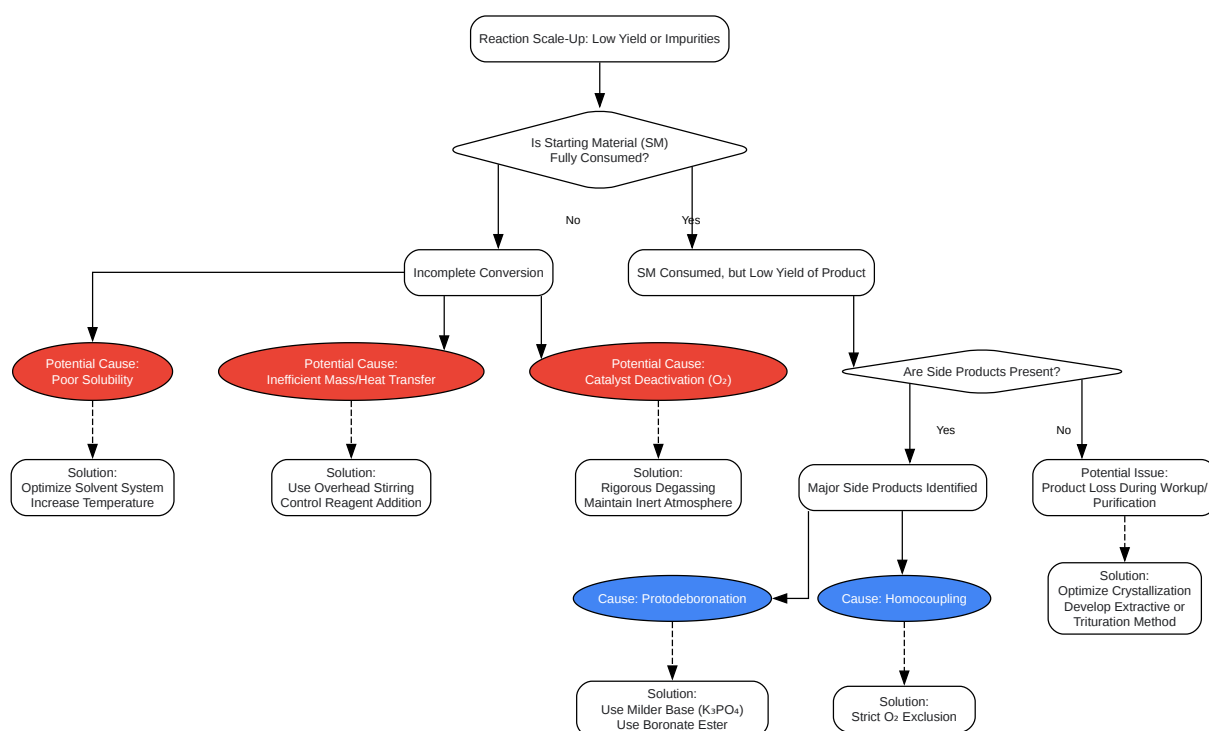 Reaction Scale-Up: Low Yield or Impurities
Is Starting Material (SM)
Fully Consumed?
No
Yes
Incomplete Conversion
SM Consumed, but Low Yield of Product
Potential Cause:
Poor Solubility
Potential Cause:
Inefficient Mass/Heat Transfer
Potential Cause:
Catalyst Deactivation (O₂)
Are Side Products Present?
Yes
No
Solution:
Optimize Solvent System
Increase Temperature
Solution:
Use Overhead Stirring
Control Reagent Addition
Solution:
Rigorous Degassing
Maintain Inert Atmosphere
Major Side Products Identified
Potential Issue:
Product Loss During Workup/
Purification
Cause: Protodeboronation
Cause: Homocoupling
Solution:
Optimize Crystallization
Develop Extractive or
Trituration Method
Solution:
Use Milder Base (K₃PO₄)
Use Boronate Ester
Solution:
Strict O₂ Exclusion